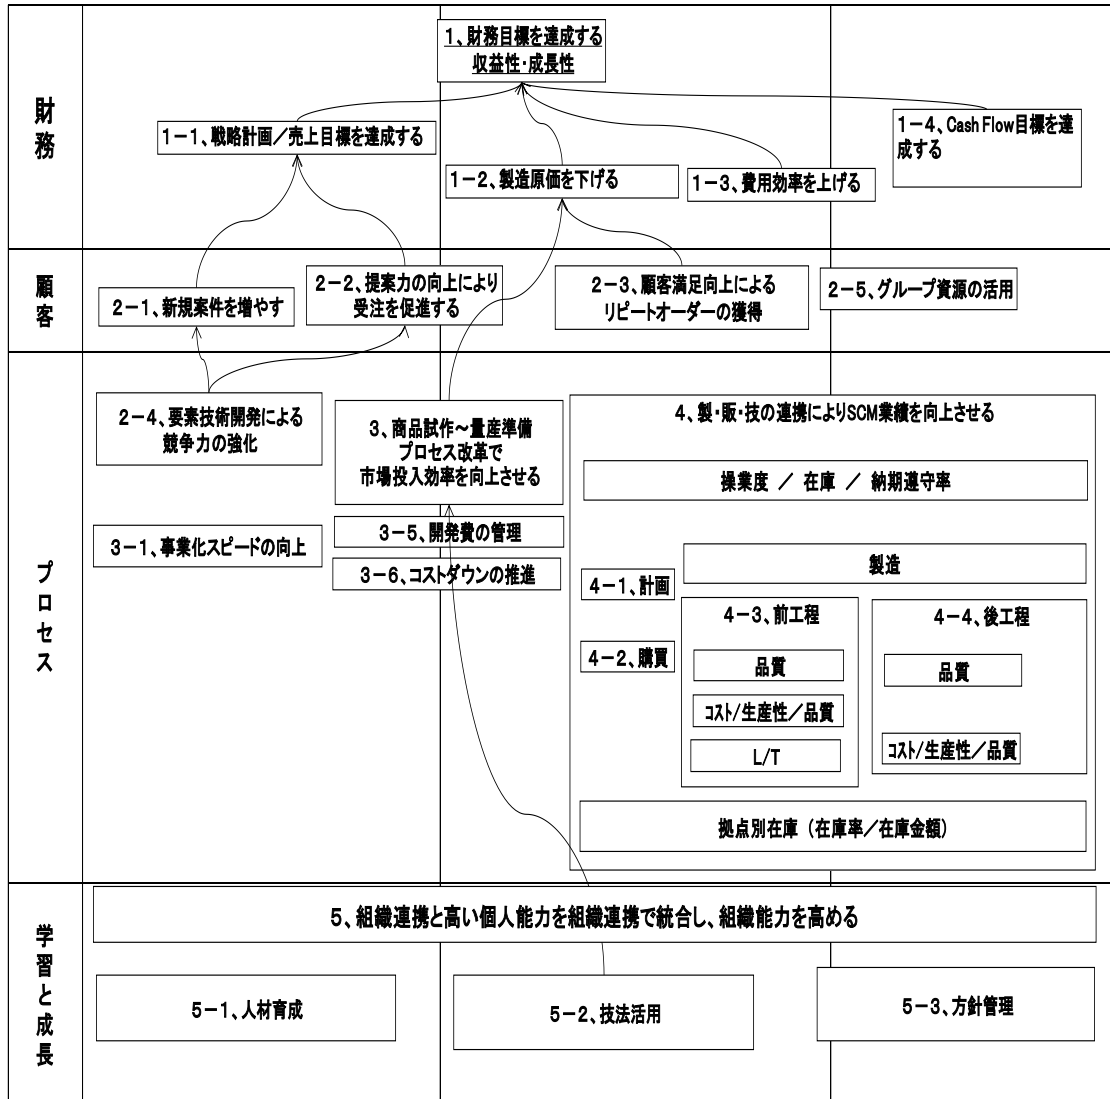 財務
1、財務目標を達成する
収益性・成長性
1－1、戦略計画／売上目標を達成する
1－2、製造原価を下げる
1－3、費用効率を上げる
1－4、Cash Flow目標を達
成する
顧客
2－1、新規案件を増やす
2－2、提案力の向上により
受注を促進する
2－3、顧客満足向上による
リピートオーダーの獲得
2－5、グループ資源の活用
プロセス
2－4、要素技術開発による
競争力の強化
3－1、事業化スピードの向上
3、商品試作～量産準備
プロセス改革で
市場投入効率を向上させる
3－5、開発費の管理
3－6、コストダウンの推進
4、製・販・技の連携によりSCM業績を向上させる
操業度 ／ 在庫 ／ 納期遵守率
製造
4－1、計画
4－2、購買
4－3、前工程
品質
コスト/生産性／品質
L/T
4－4、後工程
品質
コスト/生産性／品質
拠点別在庫（在庫率／在庫金額）
学習と成長
5、組織連携と高い個人能力を組織連携で統合し、組織能力を高める
5－1、人材育成
5－2、技法活用
5－3、方針管理